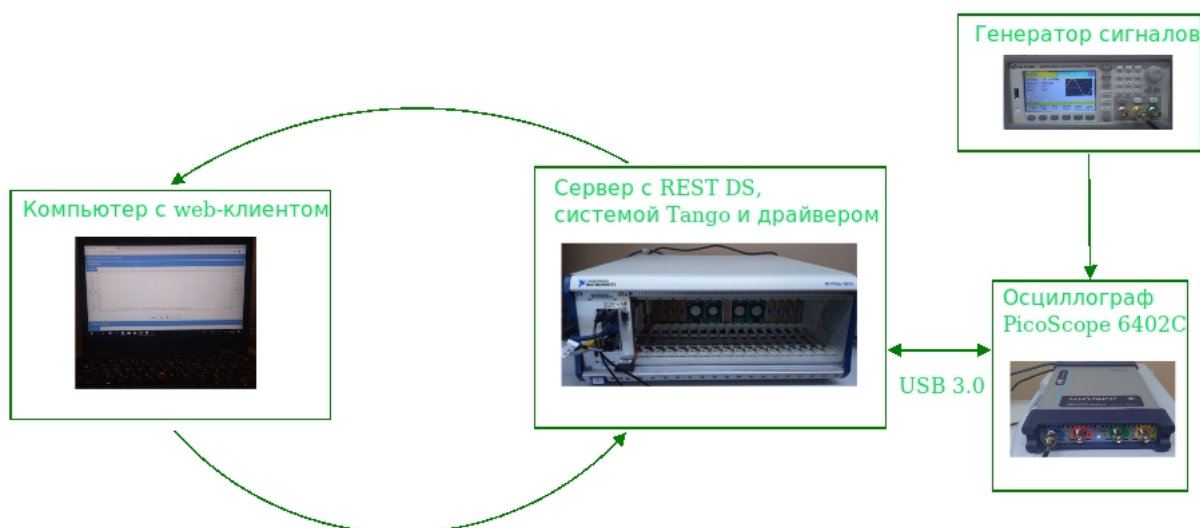 Генератор сигналов
Сервер с REST DS,
системой Tango и драйвером
Компьютер с web-клиентом
Осциллограф
PicoScope 6402C
USB 3.0